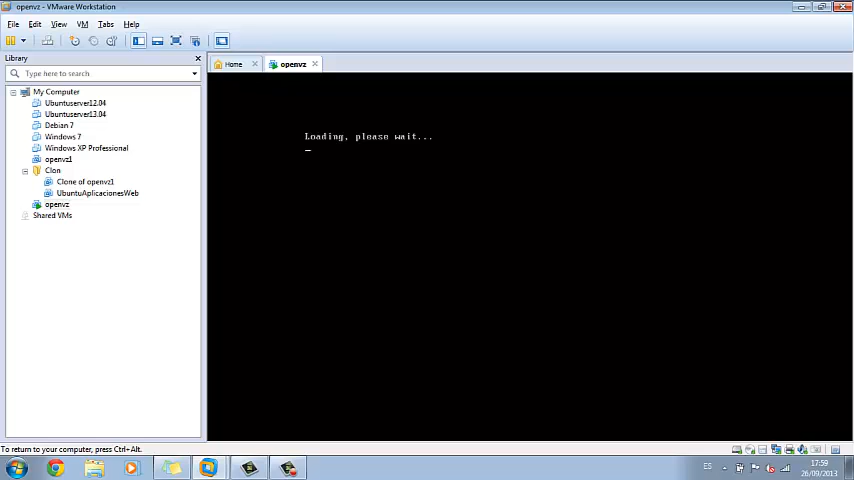 openvz - VMware Workstation
File Edit View VM Tabs Help
Library
Type here to search
My Computer
Ubuntuserver12.04
Ubuntuserver13.04
Debian 7
Windows 7
Windows XP Professional
openvz1
Clon
Clone of openvz1
UbuntuAplicacionesWeb
openvz
Shared VMs
Home
openvz
Loading, please wait...
To return to your computer, press Ctrl+Alt.
ES
17:59
26/09/2013